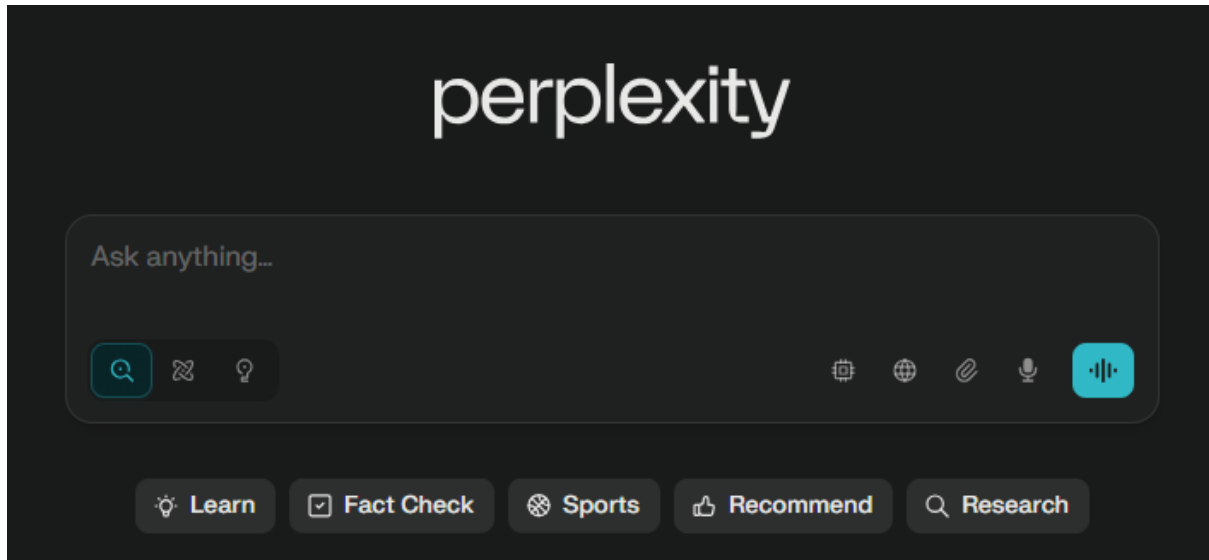 perplexity
Ask anything...
Learn Fact Check Sports Recommend Research